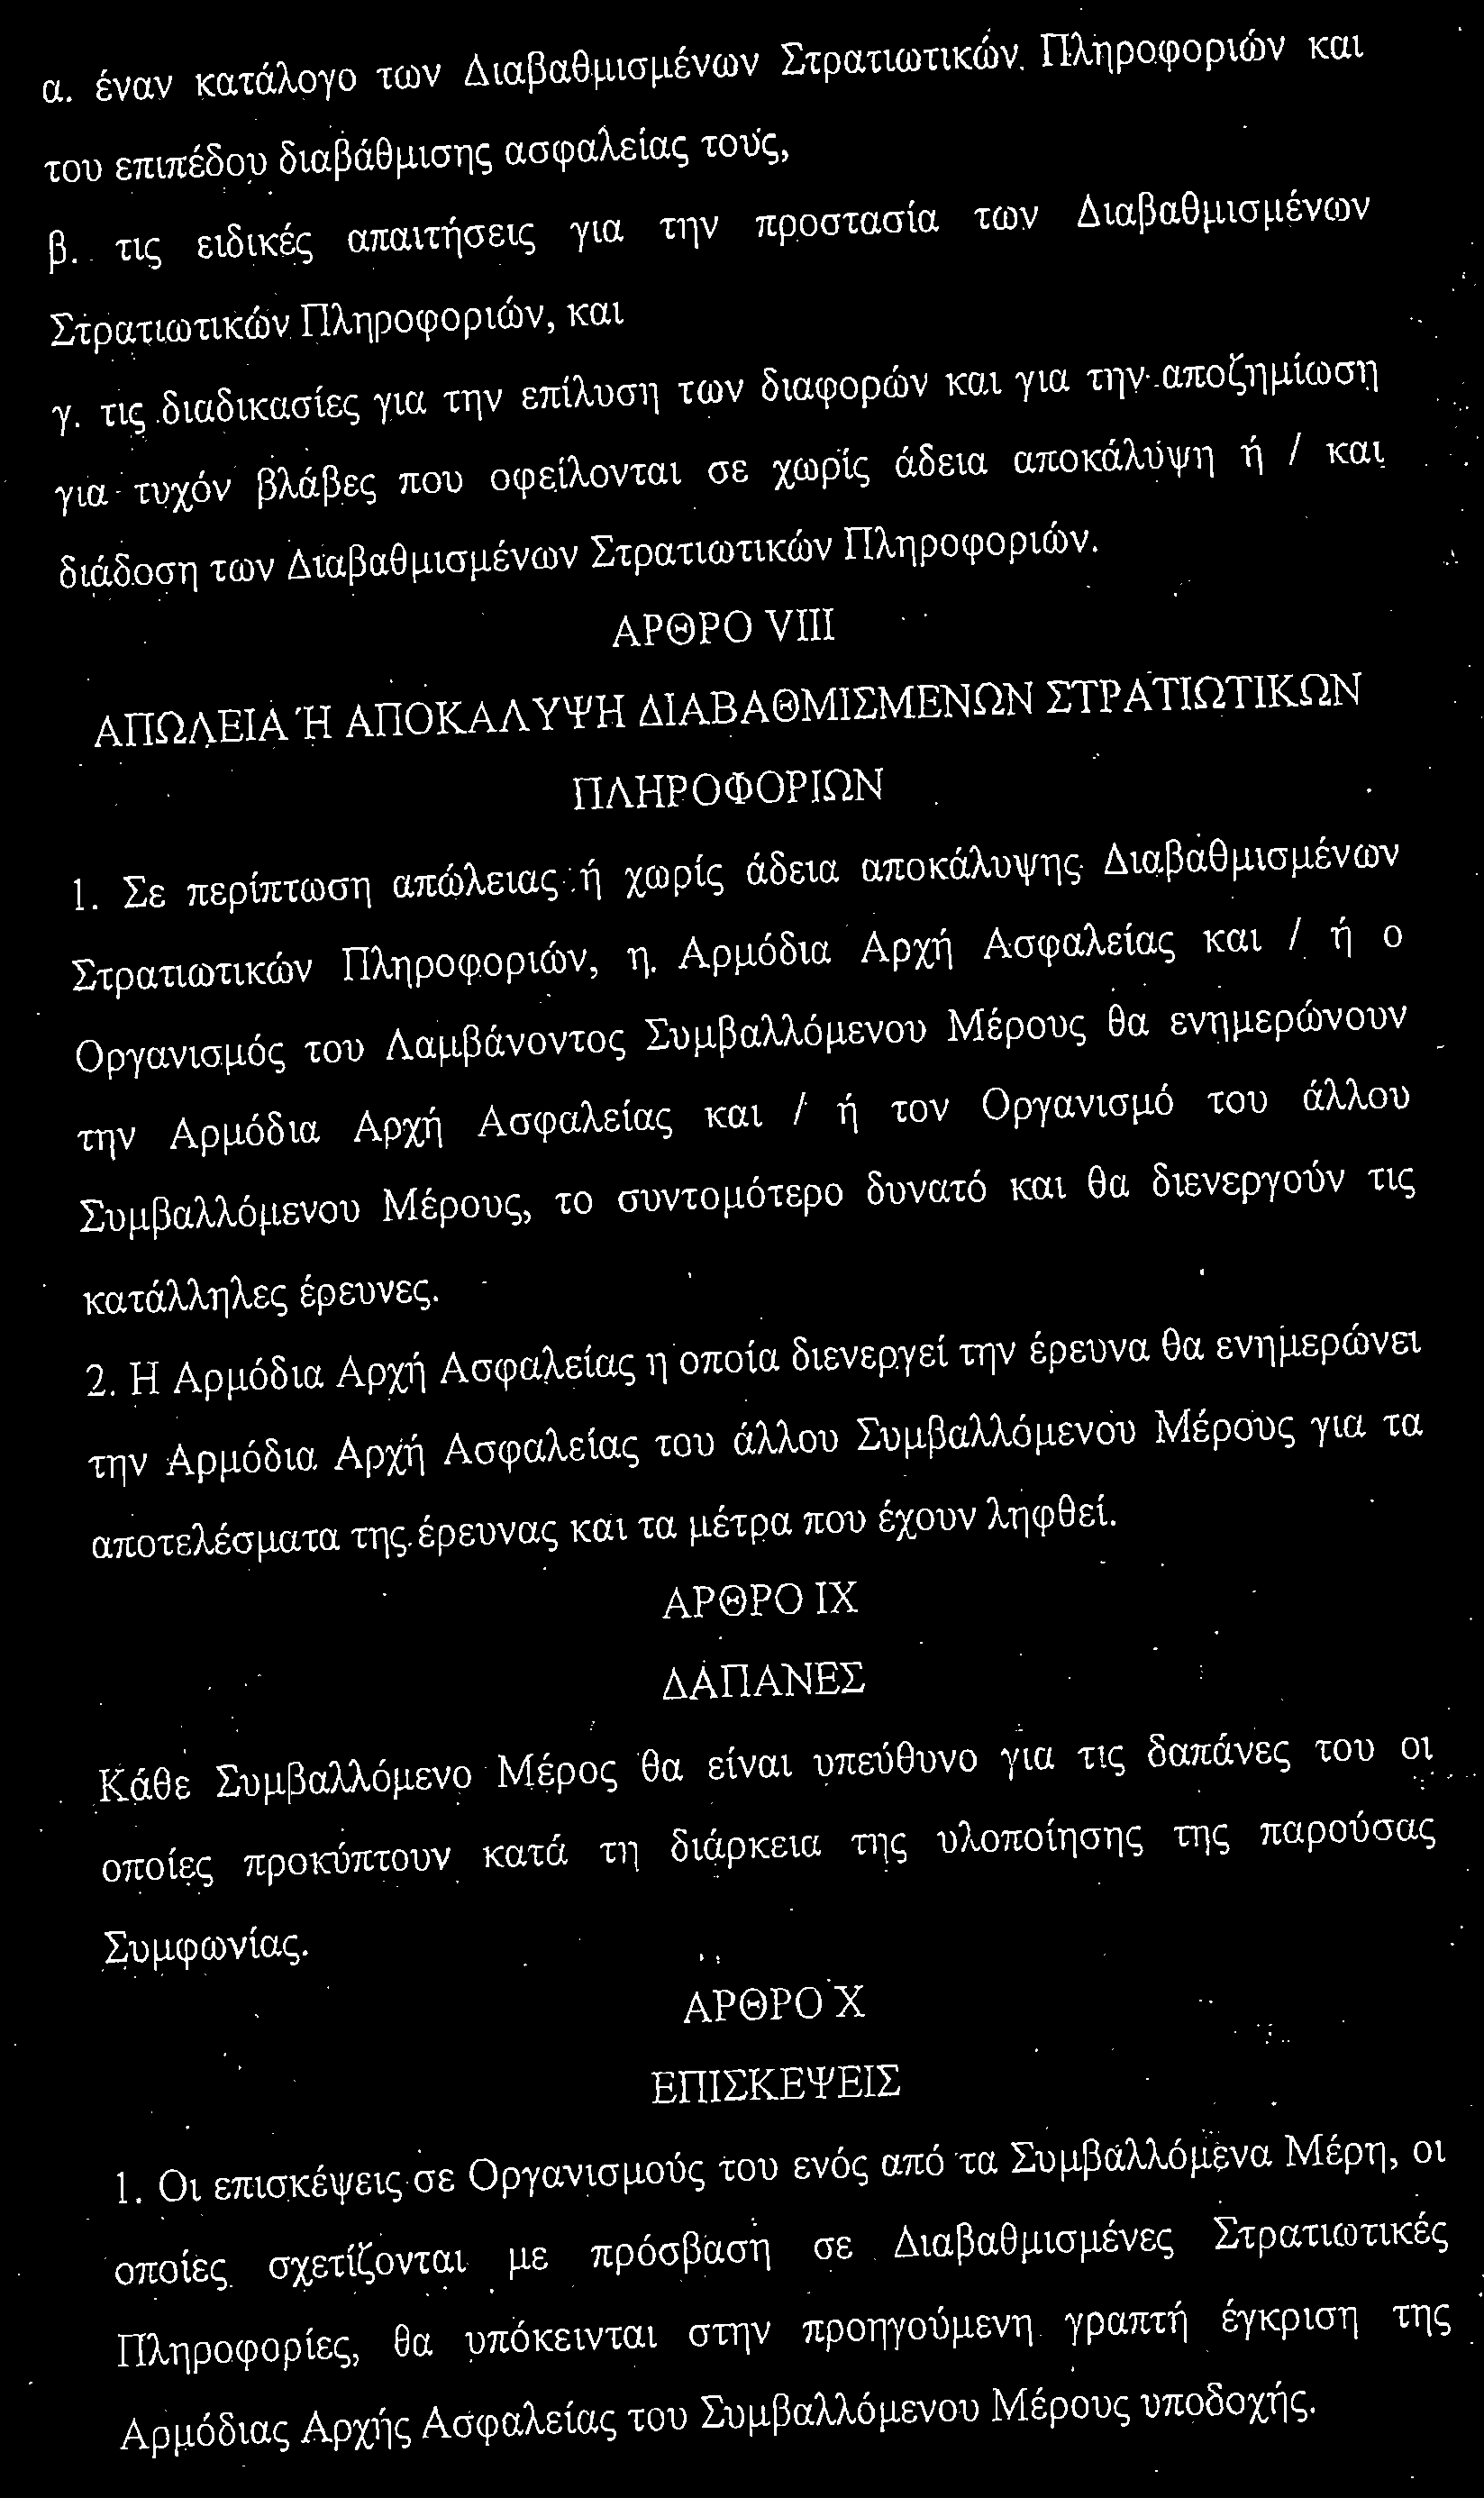 α. έναν κατάλογο των Διαβαθμισμένων Στρατιωτικών Πληροφοριών και
του επιπέδου διαβάθμισης ασφαλείας τους,
β. τις ειδικές απαιτήσεις για την προστασία των Διαβαθμισμένων
Στρατιωτικών Πληροφοριών, και
γ. τις διαδικασίες για την επίλυση των διαφορών και για την αποζημίωση
για τυχόν βλάβες που οφείλονται σε χωρίς άδεια αποκάλυψη ή / και
διάδοση των Διαβαθμισμένων Στρατιωτικών Πληροφοριών.
ΑΡΘΡΟ VIII
ΑΠΩΛΕΙΑ Ή ΑΠΟΚΑΛΥΨΗ ΔΙΑΒΑΘΜΙΣΜΕΝΩΝ ΣΤΡΑΤΙΩΤΙΚΩΝ
ΠΛΗΡΟΦΟΡΙΩΝ
1. Σε περίπτωση απώλειας ή χωρίς άδεια αποκάλυψης Διαβαθμισμένων
Στρατιωτικών Πληροφοριών, η Αρμόδια Αρχή Ασφαλείας και / ή ο
Οργανισμός του Λαμβάνοντος Συμβαλλόμενου Μέρους θα ενημερώνουν
την Αρμόδια Αρχή Ασφαλείας και / ή τον Οργανισμό του άλλου
Συμβαλλόμενου Μέρους, το συντομότερο δυνατό και θα διενεργούν τις
κατάλληλες έρευνες.
2. Η Αρμόδια Αρχή Ασφαλείας η οποία διενεργεί την έρευνα θα ενημερώνει
την Αρμόδια Αρχή Ασφαλείας του άλλου Συμβαλλόμενου Μέρους για τα
αποτελέσματα της έρευνας και τα μέτρα που έχουν ληφθεί.
ΑΡΘΡΟ IX
ΔΑΠΑΝΕΣ
Κάθε Συμβαλλόμενο Μέρος θα είναι υπεύθυνο για τις δαπάνες του οι
οποίες προκύπτουν κατά τη διάρκεια της υλοποίησης της παρούσας
Συμφωνίας.
ΑΡΘΡΟ X
ΕΠΙΣΚΕΨΕΙΣ
1. Οι επισκέψεις σε Οργανισμούς του ενός από τα Συμβαλλόμενα Μέρη, οι
οποίες σχετίζονται με πρόσβαση σε Διαβαθμισμένες Στρατιωτικές
Πληροφορίες, θα υπόκεινται στην προηγούμενη γραπτή έγκριση της
Αρμόδιας Αρχής Ασφαλείας του Συμβαλλόμενου Μέρους υποδοχής.